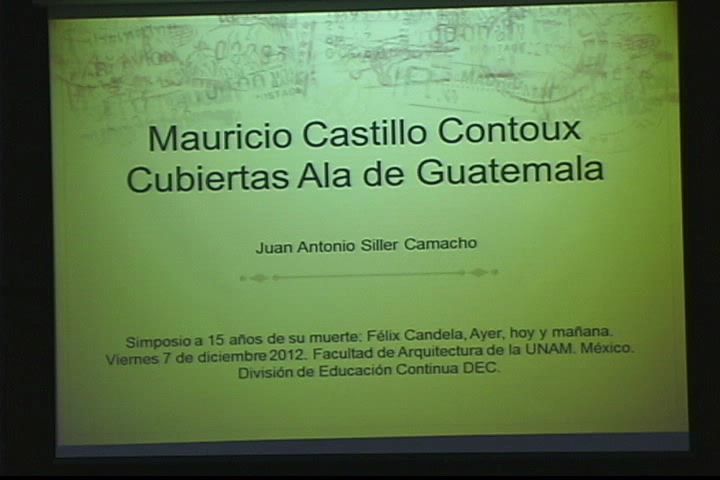 Mauricio Castillo Contoux
Cubiertas Ala de Guatemala
Juan Antonio Siller Camacho
Simposio a 15 años de su muerte: Félix Candela, Ayer, hoy y mañana.
Viernes 7 de diciembre 2012. Facultad de Arquitectura de la UNAM. México.
División de Educación Continua DEC.